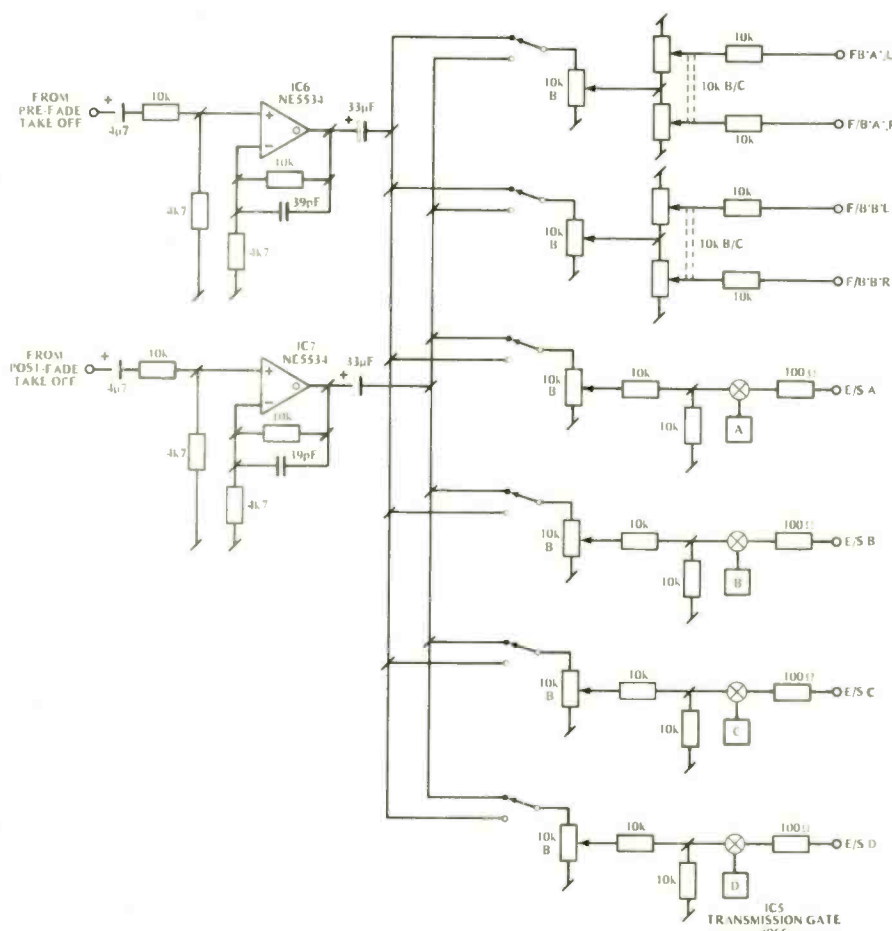 10k
FB'A',L
10k B
10k B/C
10k
F/B'A',R
FROM
PRE-FADE
TAKE OFF
+
4µ7
10k
IC6
NE5534
33µF
+
10k
39pF
4k7
4k7
10k
F/B'B'L
10k B
10k B/C
10k
F/B'B'R
FROM
POST-FADE
TAKE OFF
+
4µ7
10k
IC7
NE5534
33µF
+
10k
39pF
4k7
4k7
10k
B
10k
10k
A
100Ω
E/S A
10k
B
10k
10k
B
100Ω
E/S B
10k
B
10k
10k
C
100Ω
E/S C
10k
B
10k
10k
D
100Ω
E/S D
IC5
TRANSMISSION GATE